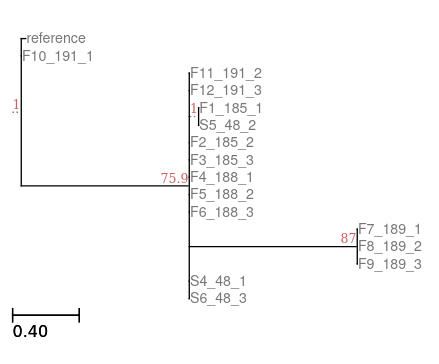 reference
F10_191_1
F11_191_2
F12_191_3
1
1
F1_185_1
S5_48_2
F2_185_2
F3_185_3
75.9
F4_188_1
F5_188_2
F6_188_3
F7_189_1
87
F8_189_2
F9_189_3
S4_48_1
S6_48_3
0.40